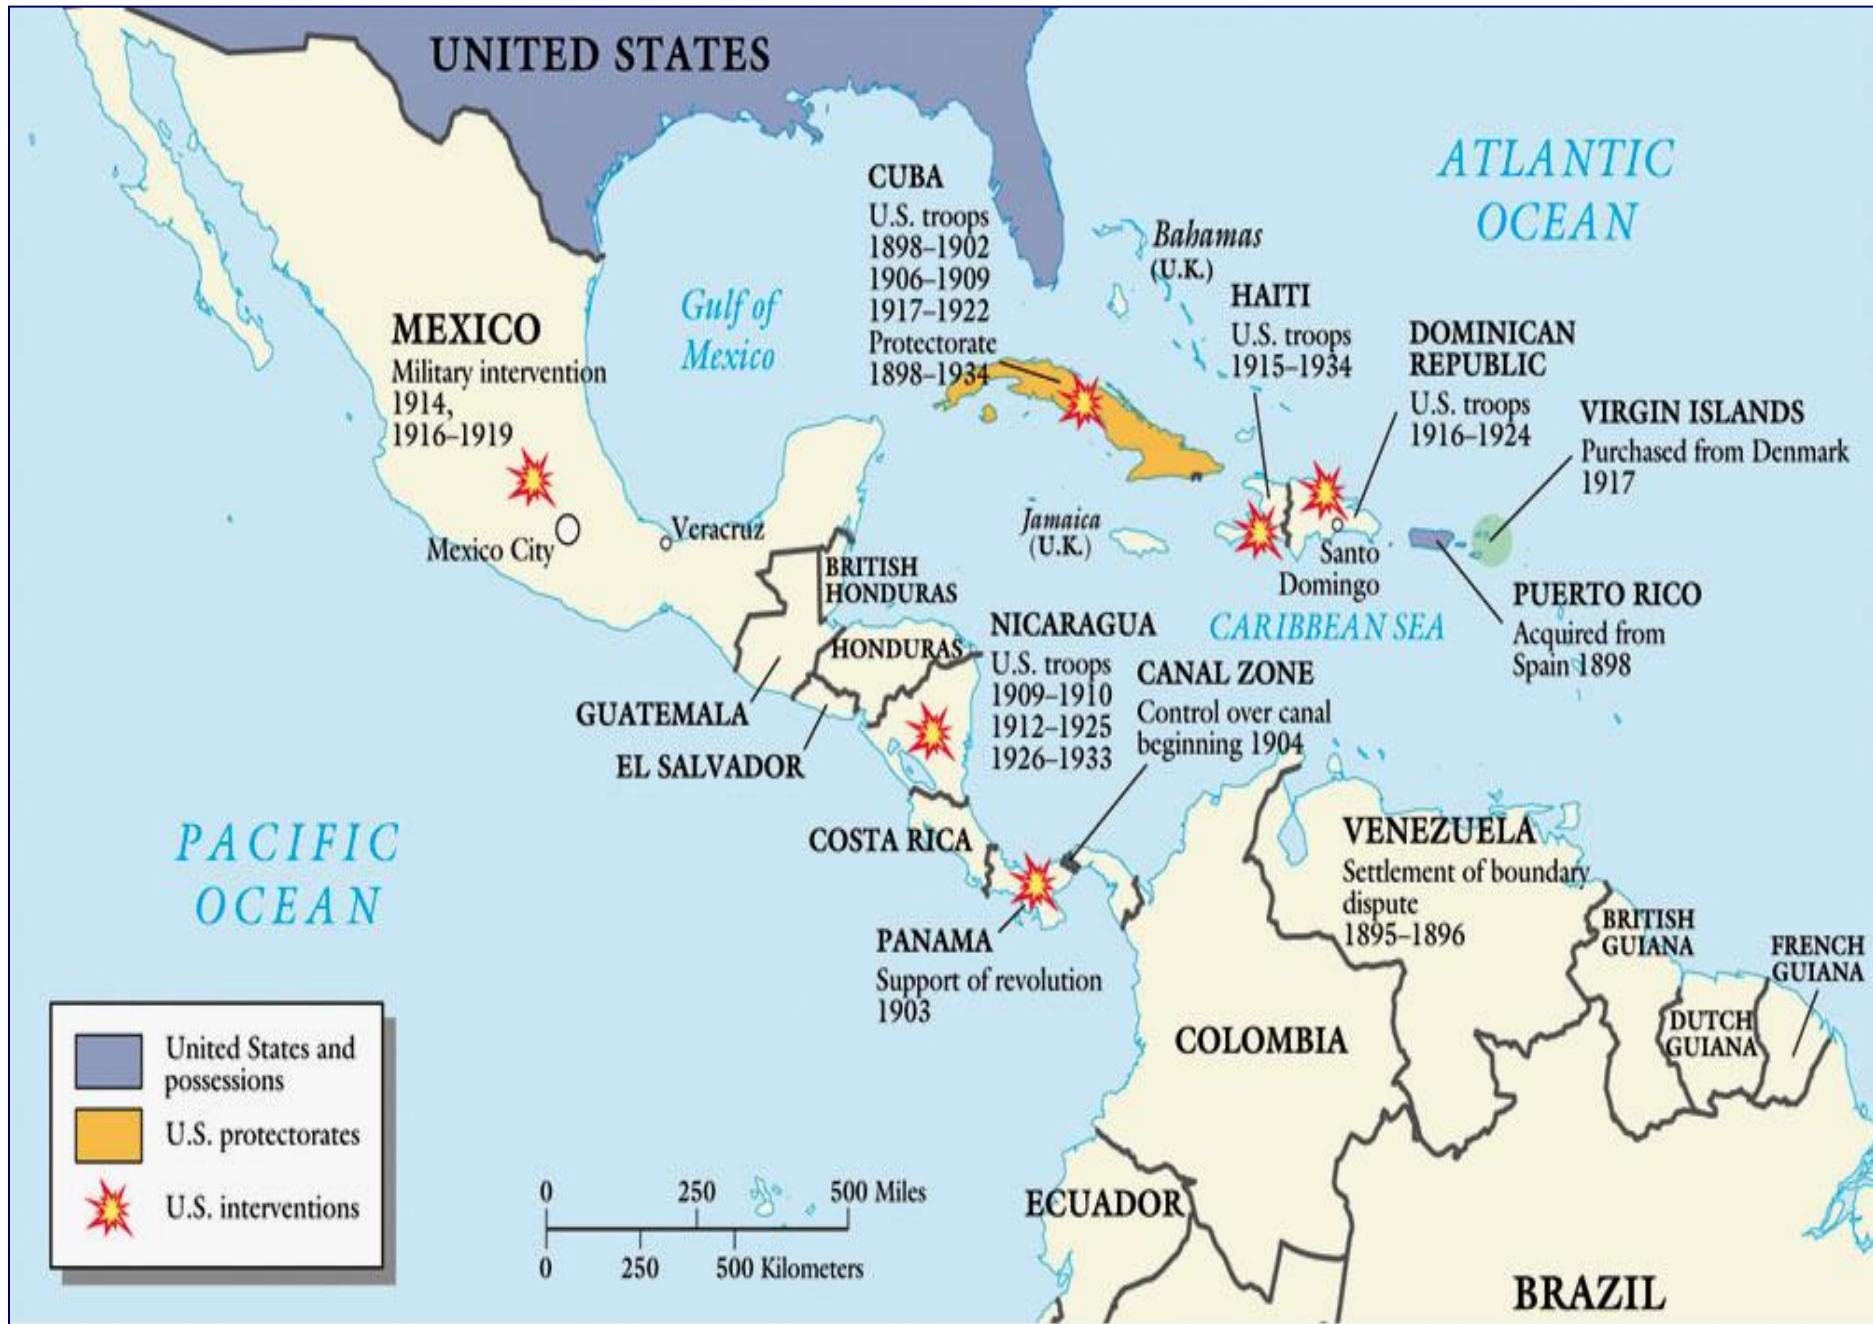 UNITED STATES
ATLANTIC
OCEAN
CUBA
U.S. troops
1898–1902
1906–1909
1917–1922
Protectorate
1898–1934
Bahamas
(U.K.)
HAITI
U.S. troops
1915–1934
Gulf of
Mexico
MEXICO
Military intervention
1914,
1916–1919
DOMINICAN
REPUBLIC
U.S. troops
1916–1924
VIRGIN ISLANDS
Purchased from Denmark
1917
Mexico City
Veracruz
Jamaica
(U.K.)
Santo
Domingo
BRITISH
HONDURAS
PUERTO RICO
Acquired from
Spain 1898
CARIBBEAN SEA
HONDURAS
NICARAGUA
U.S. troops
1909–1910
1912–1925
1926–1933
CANAL ZONE
Control over canal
beginning 1904
GUATEMALA
EL SALVADOR
COSTA RICA
PACIFIC
OCEAN
VENEZUELA
Settlement of boundary
dispute
1895–1896
PANAMA
Support of revolution
1903
BRITISH
GUIANA
FRENCH
GUIANA
DUTCH
GUIANA
COLOMBIA
ECUADOR
BRAZIL
United States and
possessions
U.S. protectorates
U.S. interventions
0 250 500 Miles
0 250 500 Kilometers